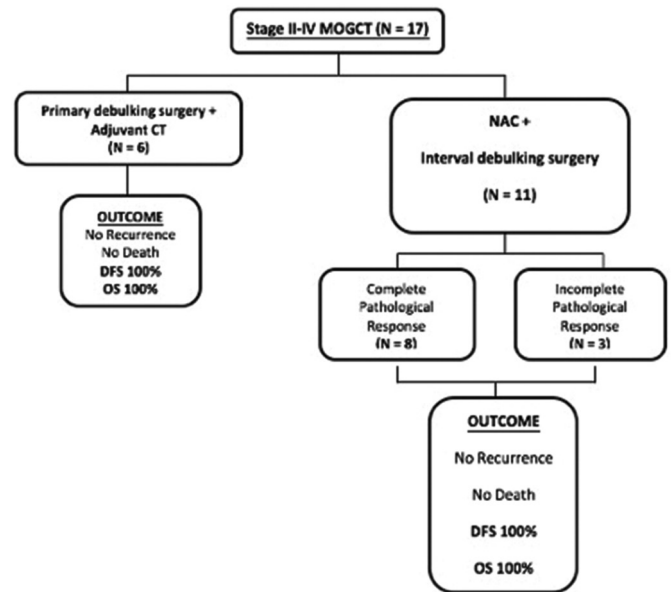 Stage II-IV MOGCT (N = 17)
Primary debulking surgery +
Adjuvant CT
(N = 6)
OUTCOME
No Recurrence
No Death
DFS 100%
OS 100%
NAC +
Interval debulking surgery
(N = 11)
Complete
Pathological
Response
(N = 8)
Incomplete
Pathological
Response
(N = 3)
OUTCOME
No Recurrence
No Death
DFS 100%
OS 100%